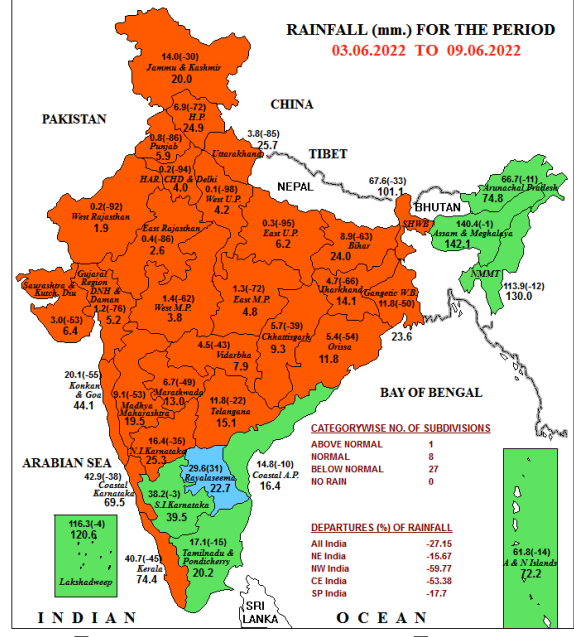 RAINFALL (mm.) FOR THE PERIOD
03.06.2022 TO 09.06.2022
14.0(-30)
Jammu & Kashmir
20.0
6.9(-72)
H.P.
24.9
CHINA
PAKISTAN
0.8(-86)
Punjab
5.9
3.8(-85)
25.7
Uttarakhand
TIBET
0.2(-94)
HAR. CHD & Delhi
4.0
NEPAL
67.6(-33)
101.1
SHWB
BHUTAN
66.7(-11)
Arunachal Pradesh
74.8
0.1(-98)
West U.P.
4.2
0.2(-92)
West Rajasthan
1.9
East Rajasthan
0.4(-86)
2.6
0.3(-95)
East U.P.
6.2
8.9(-63)
Bihar
24.0
140.4(-1)
Assam & Meghalaya
142.1
NMMT
113.9(-12)
130.0
Gujarat
Region
DNH &
Daman
1.2(-76)
5.2
Saurashtra &
Kutch, Diu
3.0(-53)
6.4
1.4(-62)
West M.P.
3.8
1.3(-72)
East M.P.
4.8
4.7(-66)
Jharkhand
14.1
Gangetic W.B.
11.8(-50)
23.6
5.7(-39)
Chhattisgarh
9.3
5.4(-54)
Orissa
11.8
4.5(-43)
Vidarbha
7.9
20.1(-55)
Konkan
& Goa
44.1
9.1(-53)
Madhya
Maharashtra
19.5
6.7(-49)
Marathwada
13.0
11.8(-22)
Telangana
15.1
BAY OF BENGAL
16.4(-35)
N.I.Karnataka
25.3
ARABIAN SEA
42.9(-38)
Coastal
Karnataka
69.5
29.6(31)
Rayalaseema
22.7
14.8(-10)
Coastal A.P.
16.4
38.2(-3)
S.I.Karnataka
39.5
116.3(-4)
120.6
Lakshadweep
40.7(-45)
Kerala
74.4
17.1(-15)
Tamilnadu &
Pondicherry
20.2
CATEGORYWISE NO. OF SUBDIVISIONS
ABOVE NORMAL 1
NORMAL 8
BELOW NORMAL 27
NO RAIN 0
DEPARTURES (%) OF RAINFALL
All India -27.15
NE India -15.67
NW India -59.77
CE India -53.38
SP India -17.7
61.8(-14)
A & N Islands
72.2
SRI
LANKA
INDIAN OCEAN